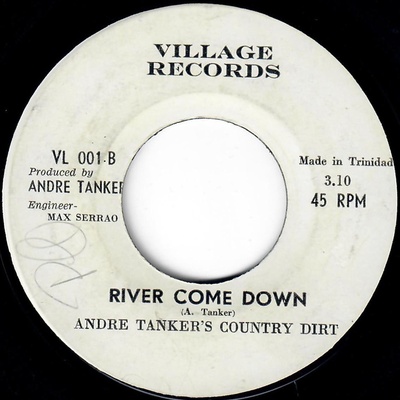 VILLAGE
RECORDS
VL 001 B
Produced by
ANDRE TANKER
Engineer-
MAX SERRAO
Made in Trinidad
3.10
45 RPM
RIVER COME DOWN
(A. Tanker)
ANDRE TANKER'S COUNTRY DIRT